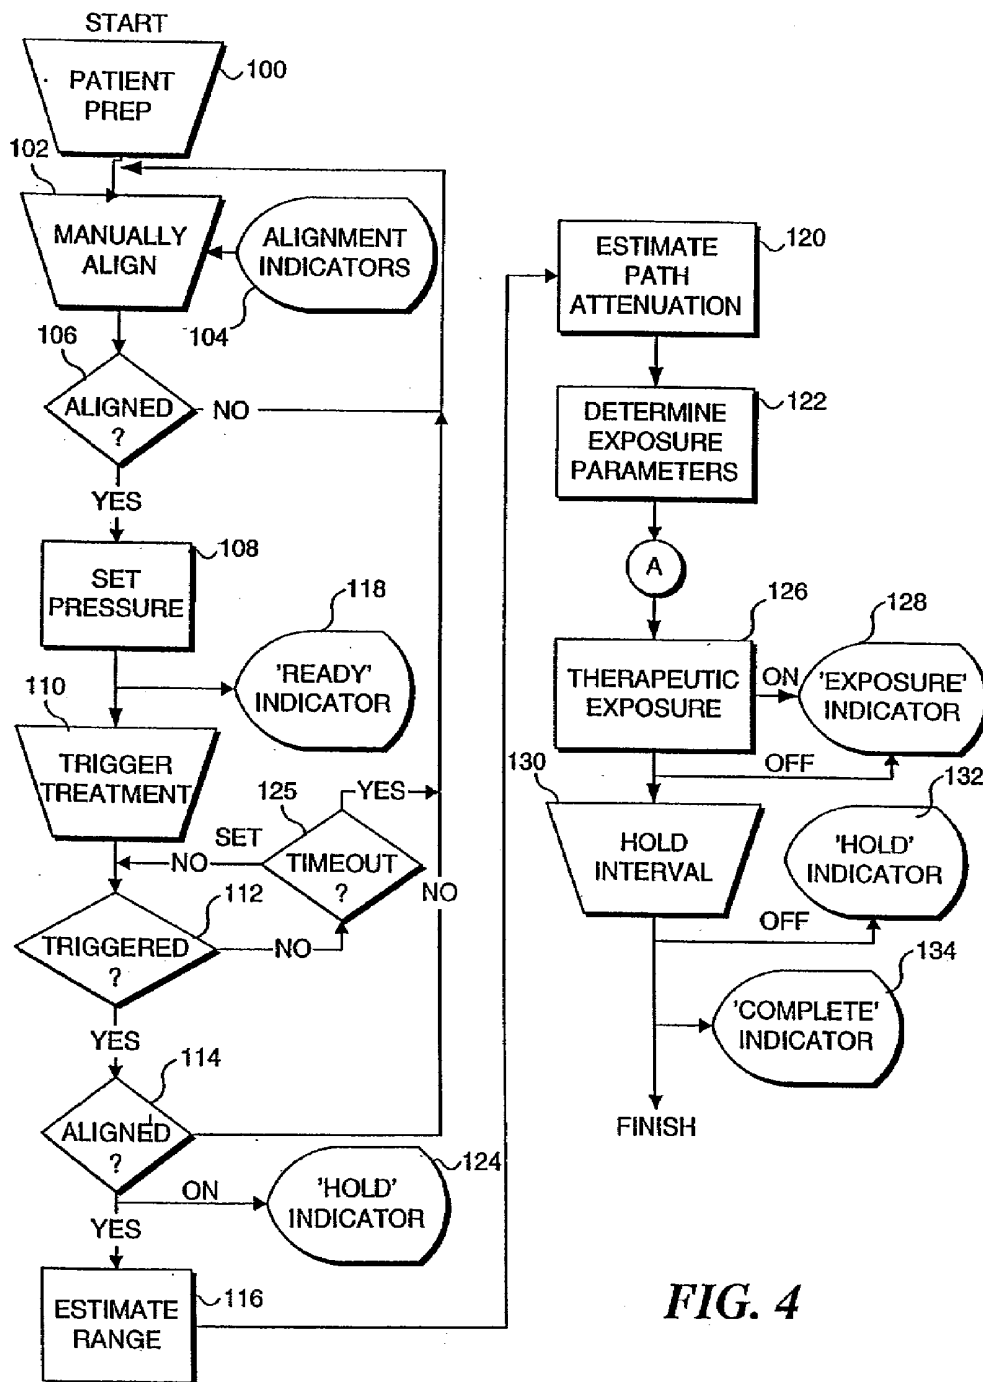 START
PATIENT
PREP
100
102
MANUALLY
ALIGN
ALIGNMENT
INDICATORS
104
106
ALIGNED
?
NO
YES
108
SET
PRESSURE
118
'READY'
INDICATOR
110
TRIGGER
TREATMENT
125
YES
SET
NO
TIMEOUT
?
NO
112
TRIGGERED
?
NO
YES
114
ALIGNED
?
124
ON
'HOLD'
INDICATOR
YES
116
ESTIMATE
RANGE
120
ESTIMATE
PATH
ATTENUATION
122
DETERMINE
EXPOSURE
PARAMETERS
A
126
128
THERAPEUTIC
EXPOSURE
ON
'EXPOSURE'
INDICATOR
130
OFF
132
HOLD
INTERVAL
'HOLD'
INDICATOR
OFF
134
'COMPLETE'
INDICATOR
FINISH
FIG. 4